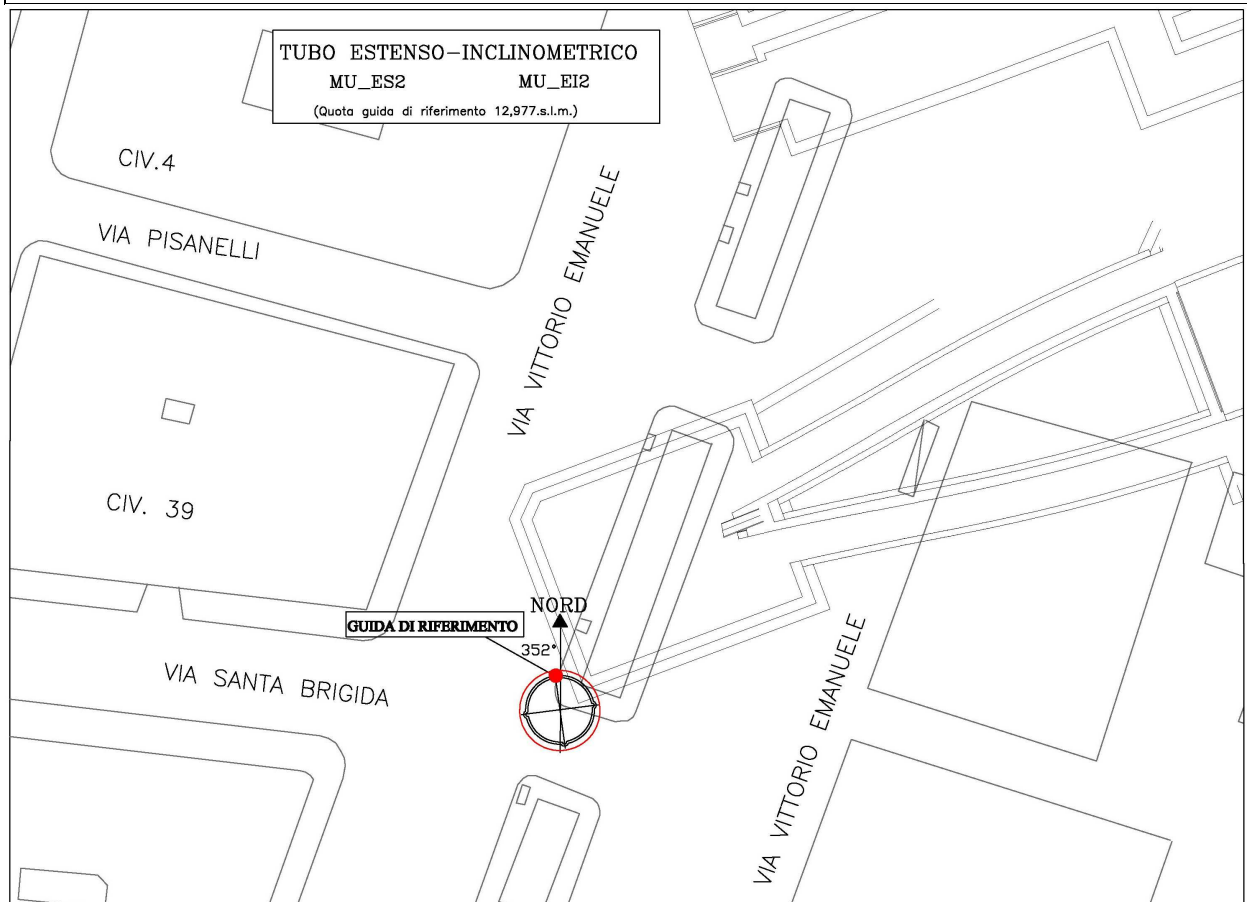 TUBO ESTENSO-INCLINOMETRICO
MU_ES2 MU_EI2
(Quota guida di riferimento 12,977.s.l.m.)
CIV.4
VIA PISANELLI
VIA VITTORIO EMANUELE
CIV. 39
NORD
GUIDA DI RIFERIMENTO
352°
VIA SANTA BRIGIDA
VIA VITTORIO EMANUELE